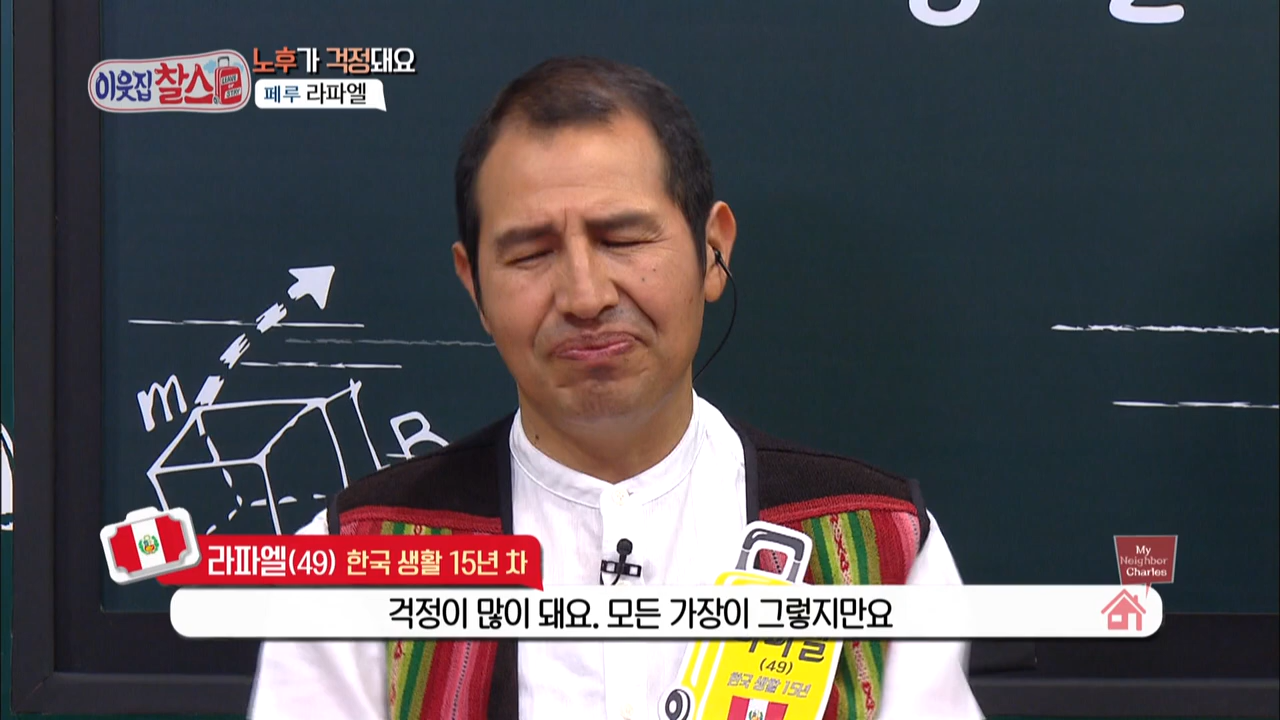 이웃집 찰스
노후가 걱정돼요
페루 라파엘
m
B
라파엘(49) 한국 생활 15년 차
My
Neighbor
Charles
걱정이 많이 돼요. 모든 가장이 그렇지만요
(49)
한국 생활 15년